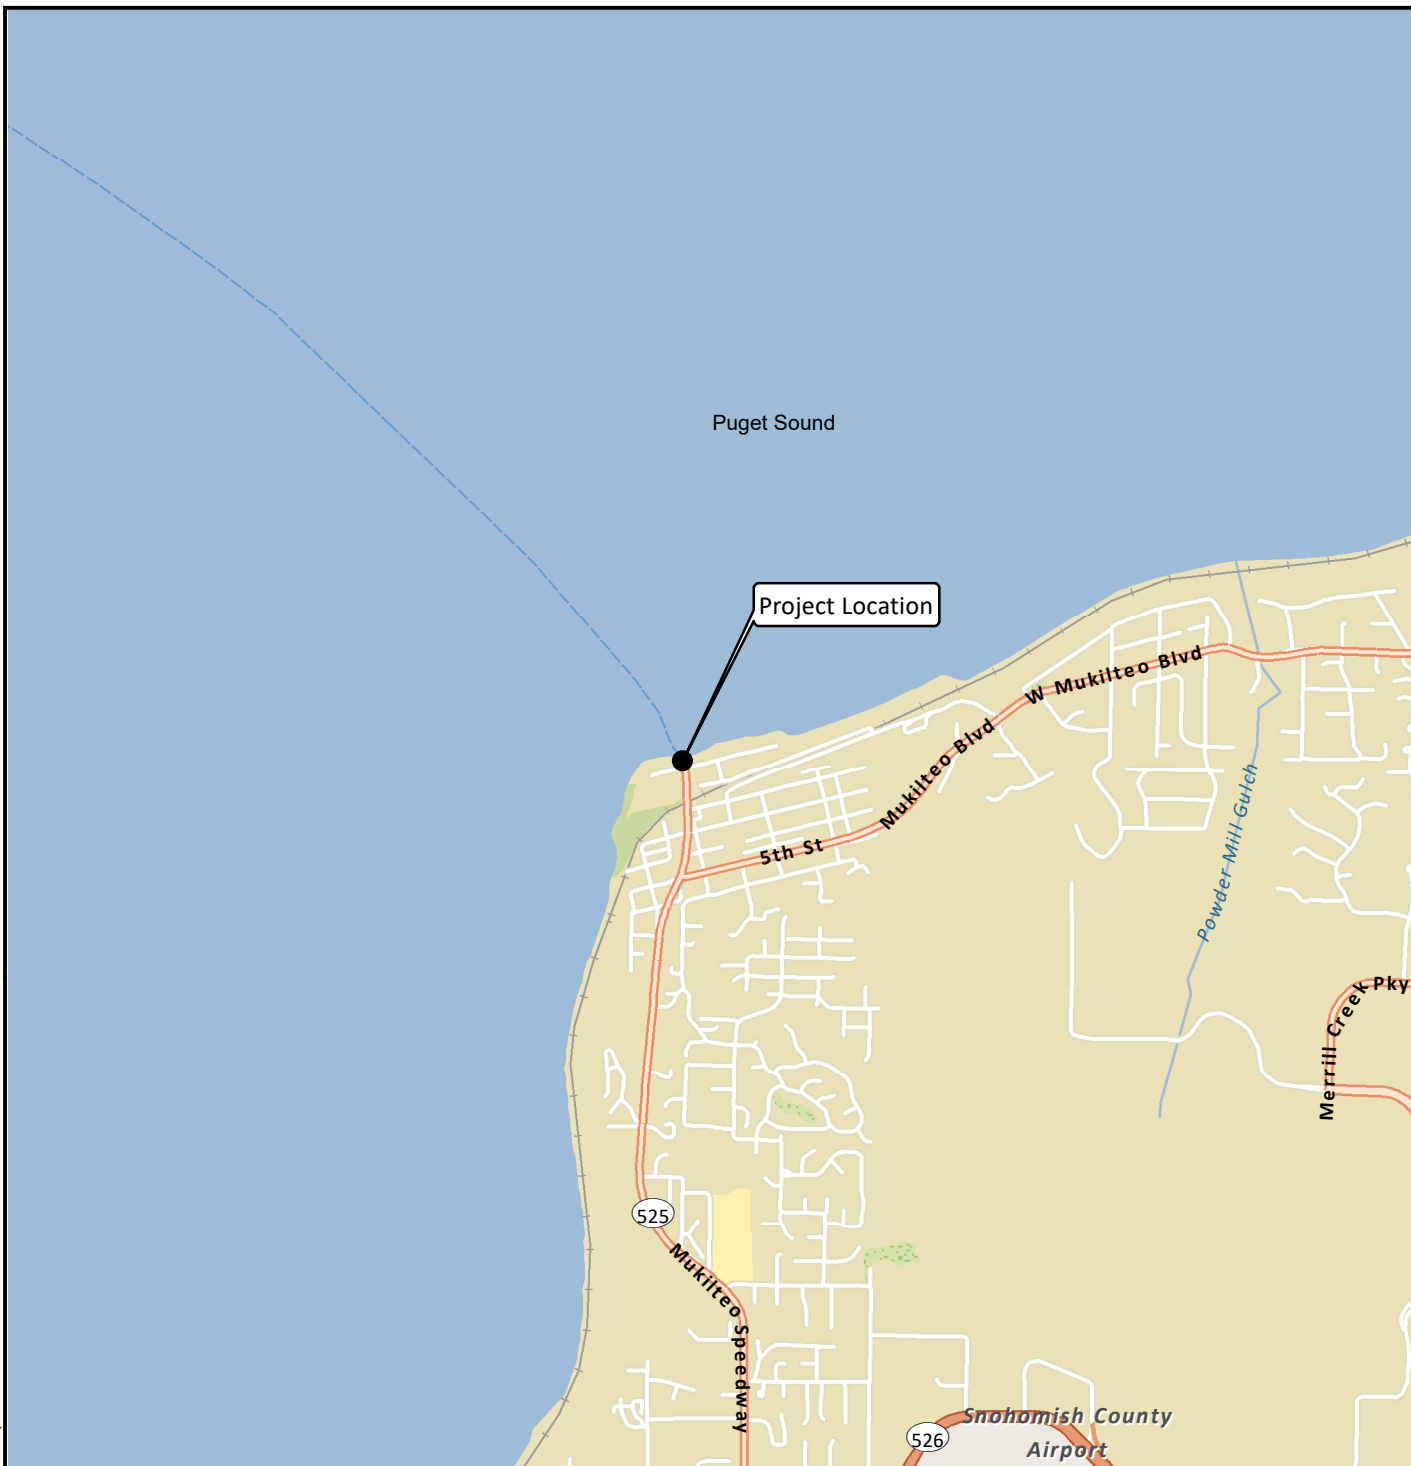 Puget Sound
Project Location
W Mukilteo Blvd
Mukilteo Blvd
5th St
Powder Mill Gulch
Merrill Creek Pky
525
Mukilteo Speedway
Snohomish County
Airport
526